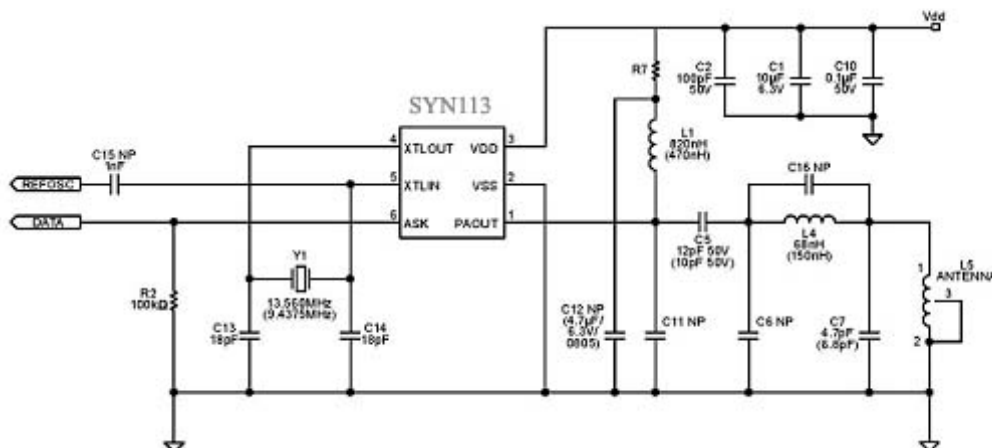 Vdd
R7
C2
100pF
50V
C1
10µF
6.3V
C10
0.1µF
50V
SYN113
L1
820nH
(470nH)
4
XTLOUT
VDD
3
C15 NP
1nF
REFOSC
5
XTLIN
VSS
2
C16 NP
DATA
6
ASK
PAOUT
1
C5
12pF 50V
(10pF 50V)
L4
68nH
(150nH)
Y1
13.560MHz
(9.4375MHz)
R2
100kΩ
1
L5
ANTENNA
3
2
C13
18pF
C14
18pF
C12 NP
(4.7µF/
6.3V/
0805)
C11 NP
C6 NP
C7
4.7pF
(6.8pF)